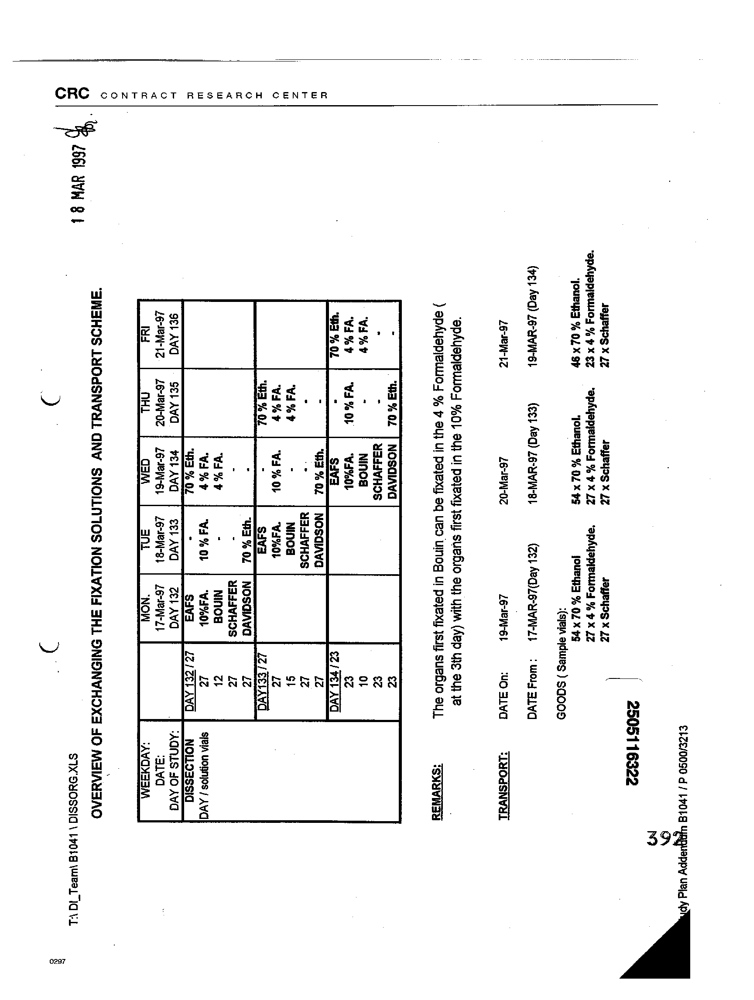 CRC CONTRACT RESEARCH CENTER
18 MAR 1997
T:\ DI_Team\ B1041 \ DISSORG.XLS
OVERVIEW OF EXCHANGING THE FIXATION SOLUTIONS AND TRANSPORT SCHEME.
WEEKDAY: MON. TUE WED THU FRI
DATE: 17-Mar-97 18-Mar-97 19-Mar-97 20-Mar-97 21-Mar-97
DAY OF STUDY: DAY 132 DAY 133 DAY 134 DAY 135 DAY 136
DISSECTION DAY 132 / 27 EAFS - 70 % Eth.
DAY / solution vials 27 10%FA. 10 % FA. 4 % FA.
12 BOUIN - 4 % FA.
27 SCHAFFER - -
27 DAVIDSON 70 % Eth. -
DAY133 / 27 EAFS - 70 % Eth.
27 10%FA. 10 % FA. 4 % FA.
15 BOUIN - 4 % FA.
27 SCHAFFER - -
27 DAVIDSON 70 % Eth. -
DAY 134 / 23 EAFS - 70 % Eth.
23 10%FA. 10 % FA. 4 % FA.
10 BOUIN - 4 % FA.
23 SCHAFFER - -
23 DAVIDSON 70 % Eth. -
REMARKS: The organs first fixated in Bouin can be fixated in the 4 % Formaldehyde (
at the 3th day) with the organs first fixated in the 10% Formaldehyde.
TRANSPORT: DATE On: 19-Mar-97 20-Mar-97 21-Mar-97
DATE From : 17-MAR-97(Day 132) 18-MAR-97 (Day 133) 19-MAR-97 (Day 134)
GOODS ( Sample vials):
54 x 70 % Ethanol 54 x 70 % Ethanol. 46 x 70 % Ethanol.
27 x 4 % Formaldehyde. 27 x 4 % Formaldehyde. 23 x 4 % Formaldehyde.
27 x Schaffer 27 x Schaffer 27 x Schaffer
2505116322
392
udy Plan Addendum B1041 / P 0500/3213
0297